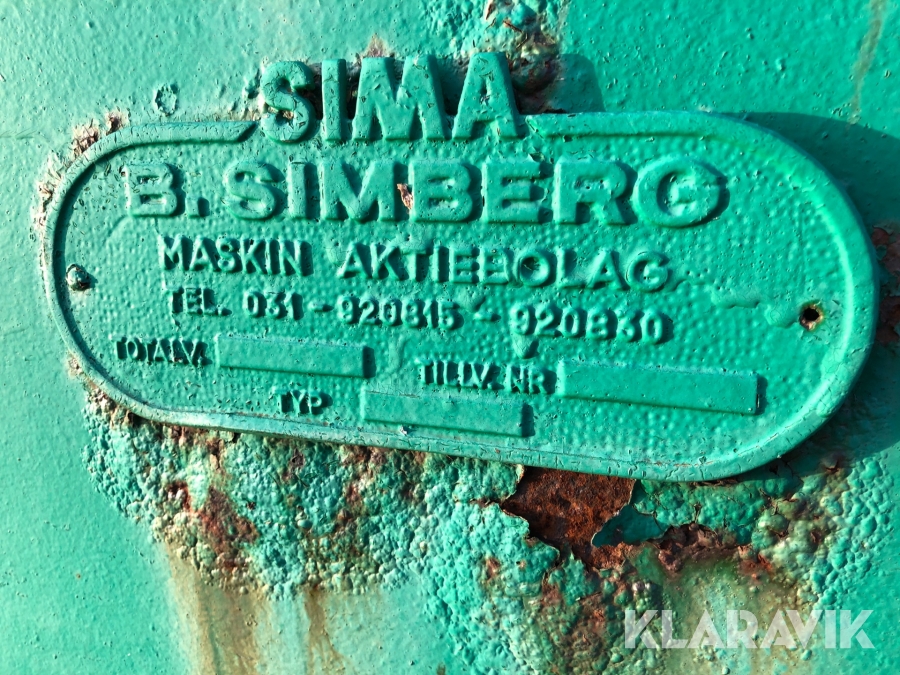 SIMA
B. SIMBERG
MASKIN AKTIEBOLAG
TEL. 031-920815 - 920830
TOTALV. TILLV. NR
TYP
KLARAVIK